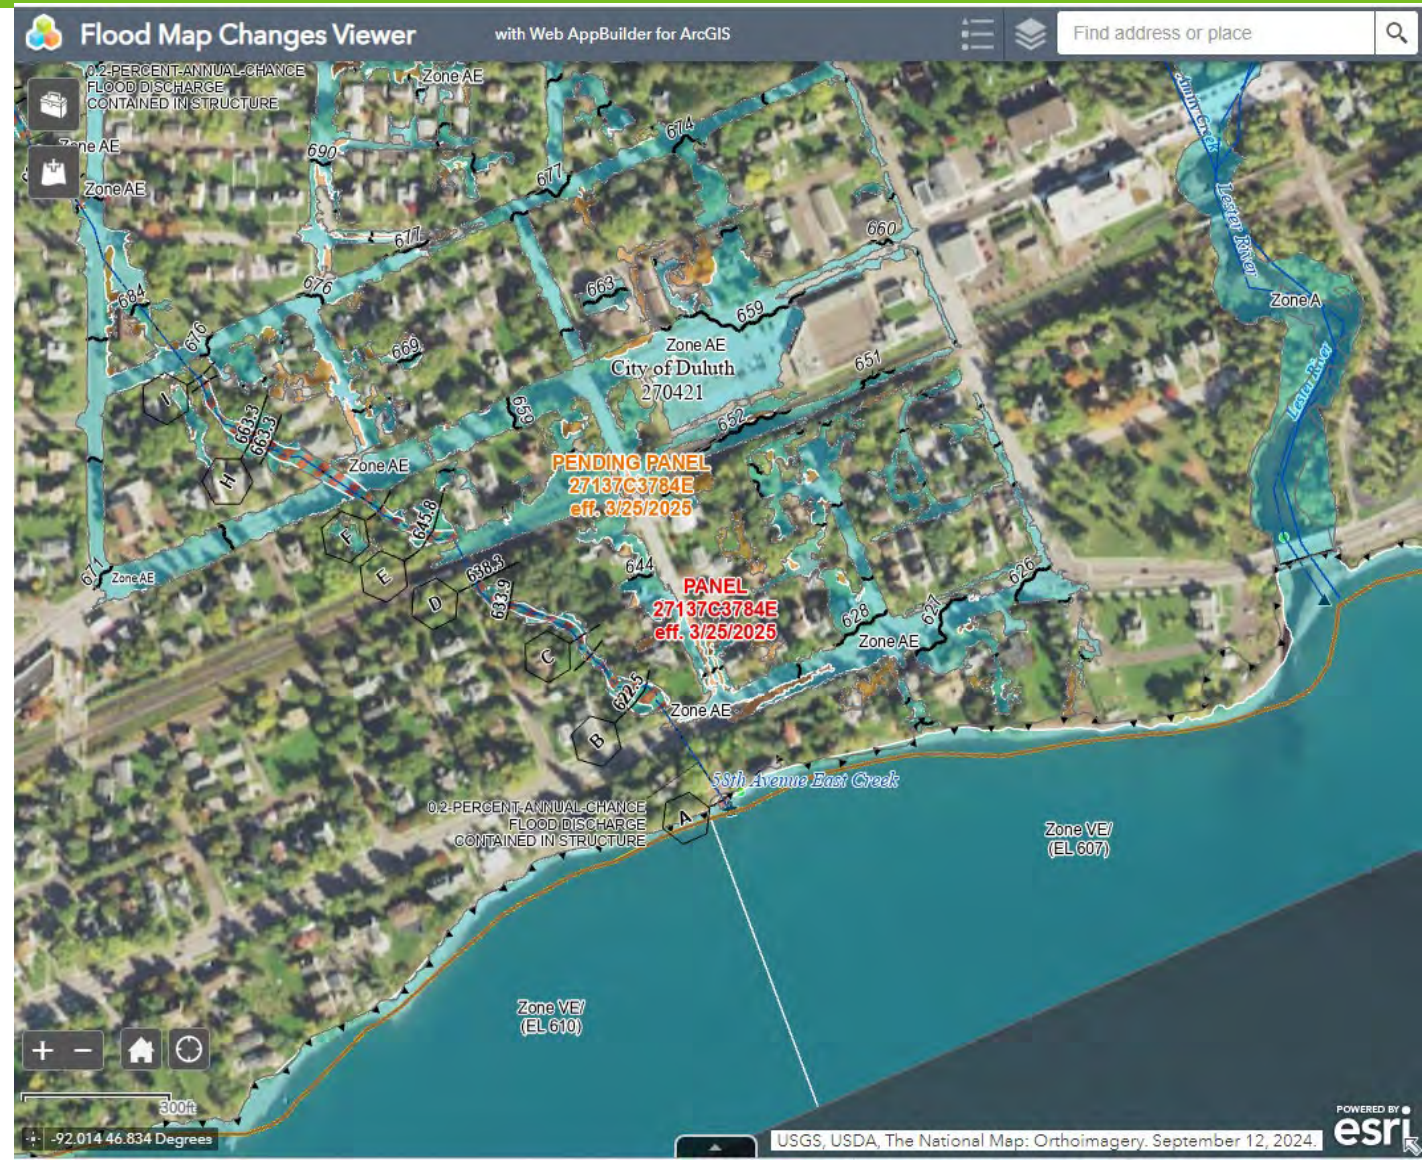 Flood Map Changes Viewer
with Web AppBuilder for ArcGIS
Find address or place
0.2-PERCENT-ANNUAL-CHANCE
FLOOD DISCHARGE
CONTAINED IN STRUCTURE
Zone AE
Zone AE
Zone AE
690
674
677
677
676
684
676
660
663
659
669
Zone AE
City of Duluth
270421
651
652
659
Creek
Lester River
Zone A
Lester River
I
663.3
663.3
H
Zone AE
PENDING PANEL
27137C3784E
eff. 3/25/2025
645.8
F
E
671
Zone AE
638.3
633.9
D
644
PANEL
27137C3784E
eff. 3/25/2025
626
627
628
Zone AE
C
622.5
Zone AE
B
58th Avenue East Creek
0.2-PERCENT-ANNUAL-CHANCE
FLOOD DISCHARGE
CONTAINED IN STRUCTURE
A
Zone VE/
(EL 607)
Zone VE/
(EL 610)
+ −
300ft
-92.014 46.834 Degrees
USGS, USDA, The National Map: Orthoimagery. September 12, 2024.
POWERED BY
esri